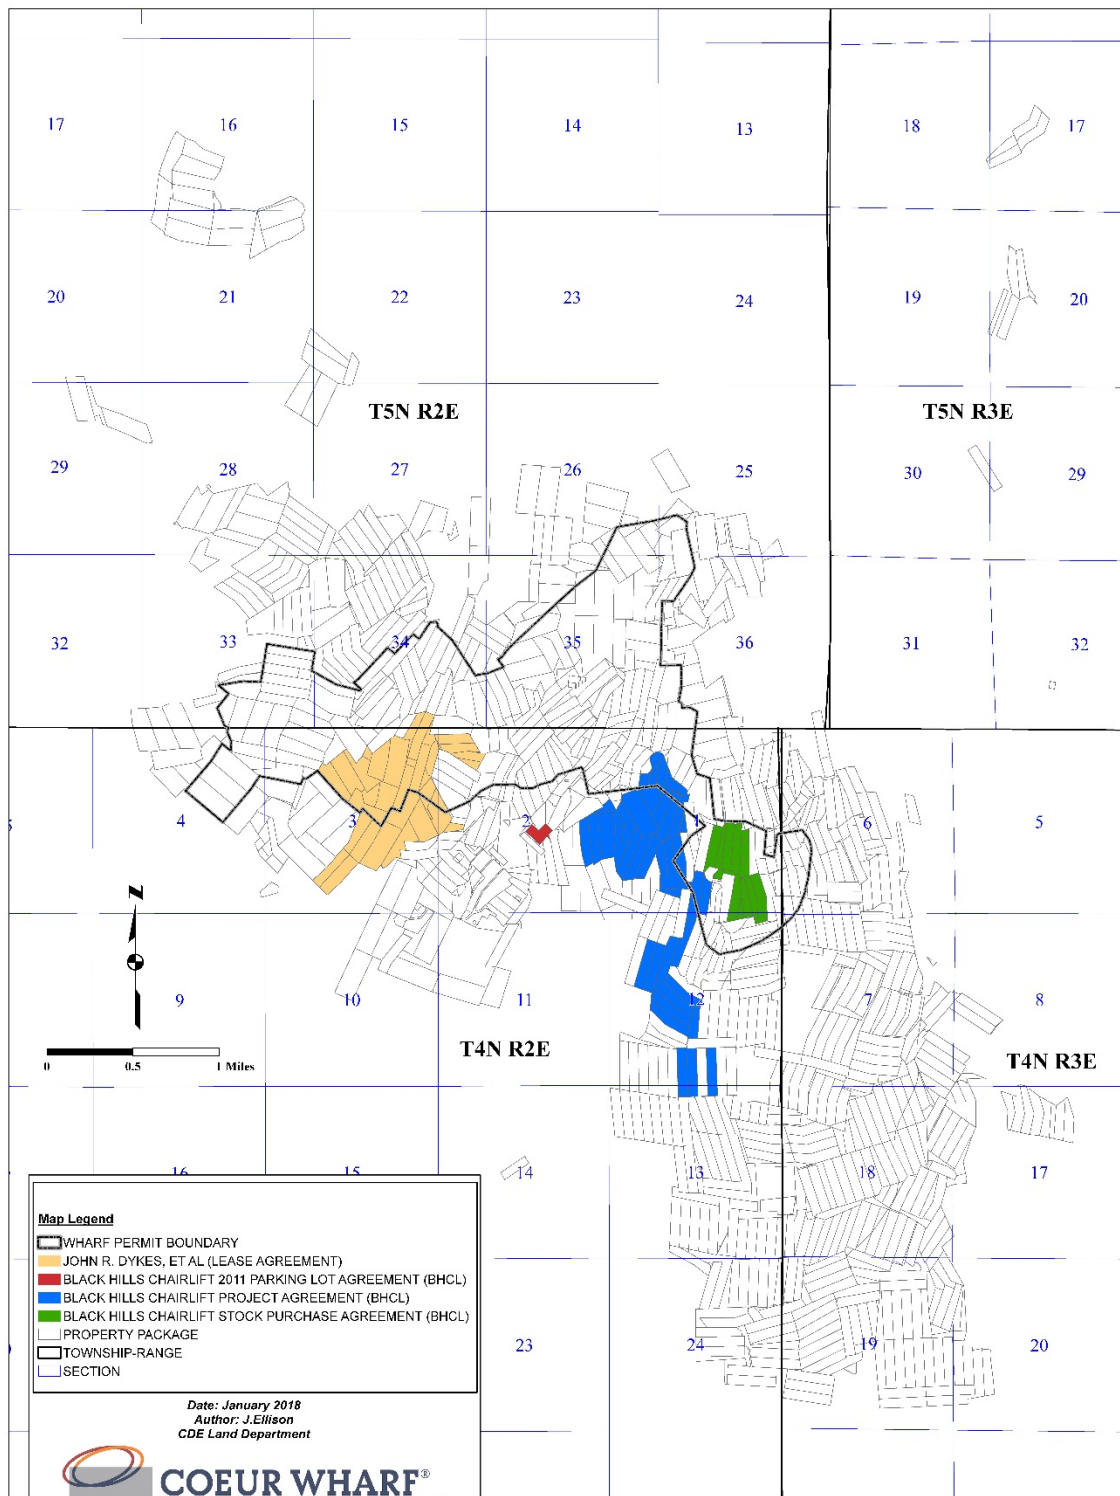 17 16 15 14 13 18 17
20 21 22 23 24 19 20
T5N R2E T5N R3E
29 28 27 26 25 30 29
32 33 34 35 36 31 32
4 3 2 1 6 5
9 10 11 12 7 8
Z
0 0.5 1 Miles
T4N R2E
T4N R3E
16 15 14 13 18 17
23 24 19 20
Map Legend
WHARF PERMIT BOUNDARY
JOHN R. DYKES, ET AL (LEASE AGREEMENT)
BLACK HILLS CHAIRLIFT 2011 PARKING LOT AGREEMENT (BHCL)
BLACK HILLS CHAIRLIFT PROJECT AGREEMENT (BHCL)
BLACK HILLS CHAIRLIFT STOCK PURCHASE AGREEMENT (BHCL)
PROPERTY PACKAGE
TOWNSHIP-RANGE
SECTION
Date: January 2018
Author: J.Ellison
CDE Land Department
COEUR WHARF®